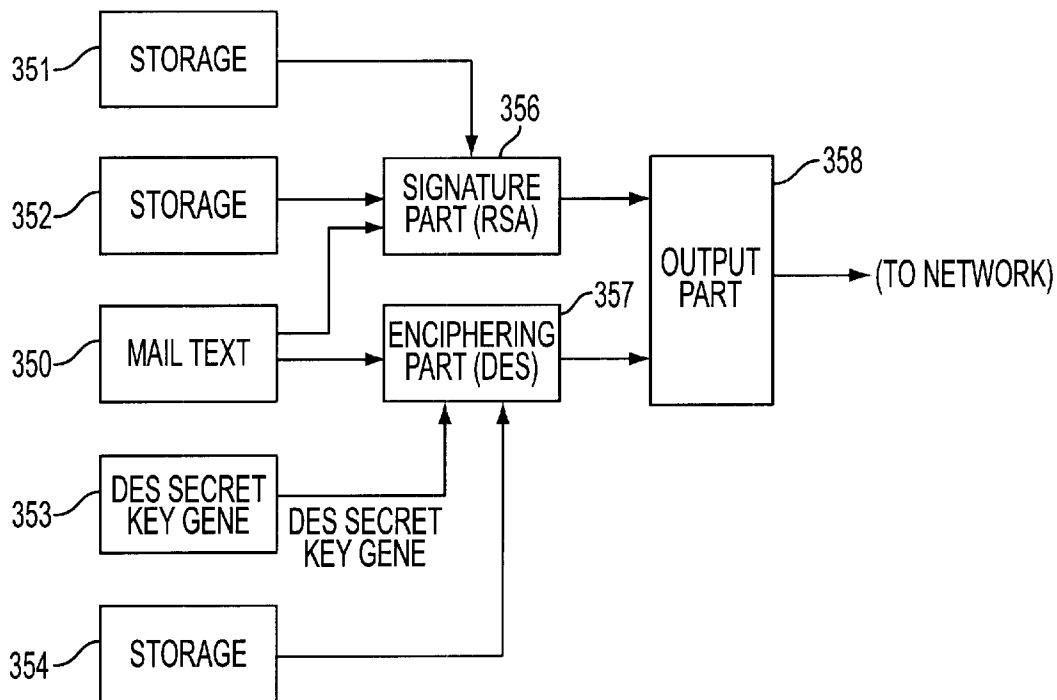 351
STORAGE
356
358
352
STORAGE
SIGNATURE
PART (RSA)
OUTPUT
PART
(TO NETWORK)
357
350
MAIL TEXT
ENCIPHERING
PART (DES)
353
DES SECRET
KEY GENE
DES SECRET
KEY GENE
354
STORAGE